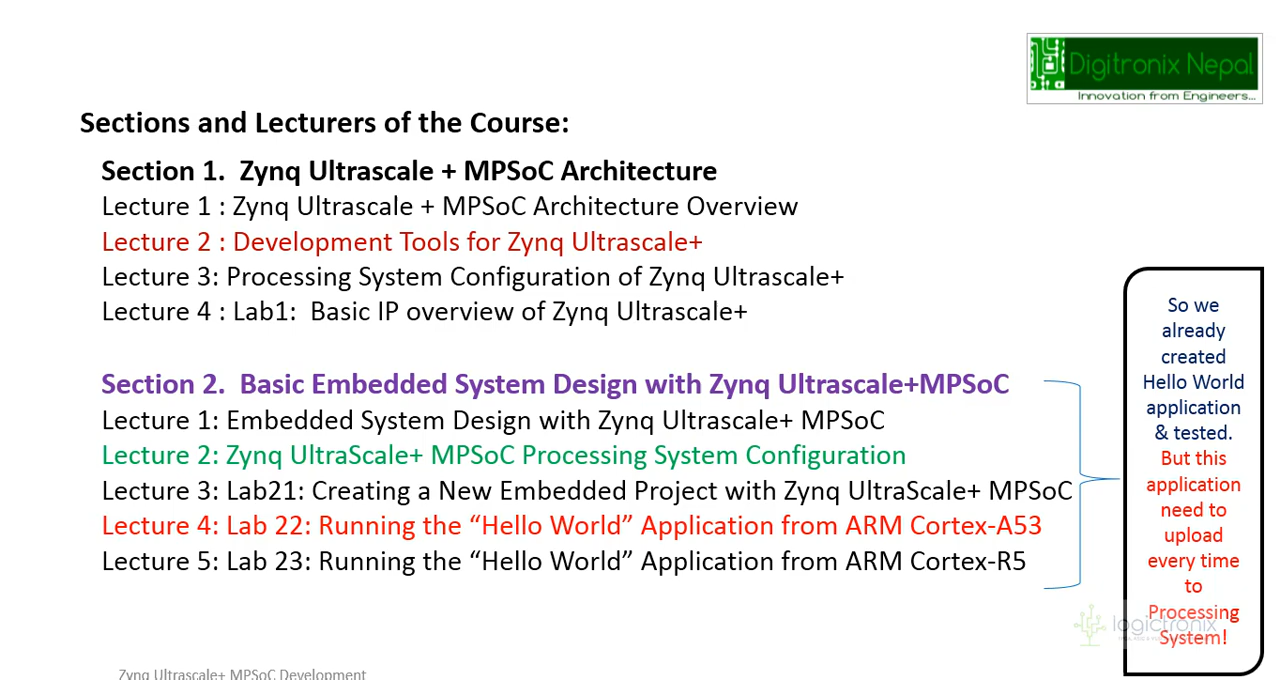 Digitronix Nepal
Innovation from Engineers...
Sections and Lecturers of the Course:
Section 1.  Zynq Ultrascale + MPSoC Architecture
Lecture 1 : Zynq Ultrascale + MPSoC Architecture Overview
Lecture 2 : Development Tools for Zynq Ultrascale+
Lecture 3: Processing System Configuration of Zynq Ultrascale+
Lecture 4 : Lab1:  Basic IP overview of Zynq Ultrascale+
Section 2.  Basic Embedded System Design with Zynq Ultrascale+MPSoC
Lecture 1: Embedded System Design with Zynq Ultrascale+ MPSoC
Lecture 2: Zynq UltraScale+ MPSoC Processing System Configuration
Lecture 3: Lab21: Creating a New Embedded Project with Zynq UltraScale+ MPSoC
Lecture 4: Lab 22: Running the “Hello World” Application from ARM Cortex-A53
Lecture 5: Lab 23: Running the “Hello World” Application from ARM Cortex-R5
So we
already
created
Hello World
application
& tested.
But this
application
need to
upload
every time
to
Processing
System!
logictronix
Zynq Ultrascale+ MPSoC Development